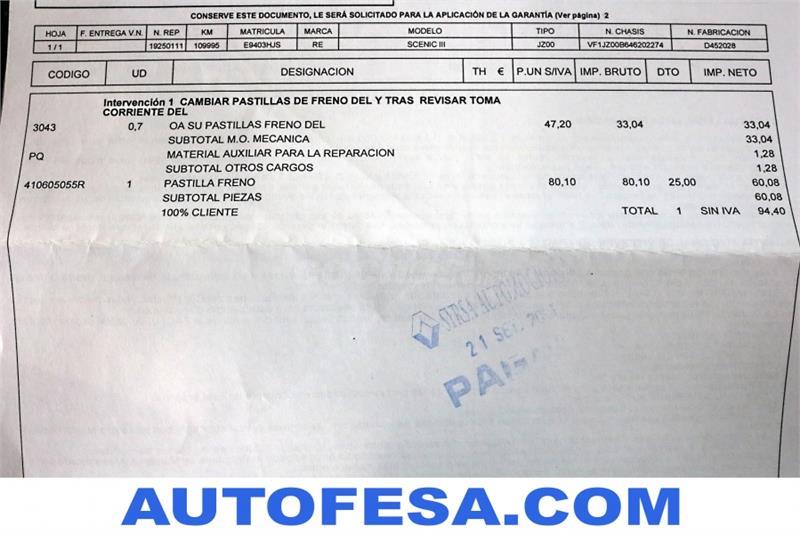 CONSERVE ESTE DOCUMENTO, LE SERÁ SOLICITADO PARA LA APLICACIÓN DE LA GARANTÍA (Ver página) 2
HOJA F. ENTREGA V.N. N. REP KM MATRICULA MARCA MODELO TIPO N. CHASIS N. FABRICACION
1/1 19250111 109995 E9403HJS RE SCENIC III JZ00 VF1JZ00B646202274 D452028
CODIGO UD DESIGNACION TH € P.UN S/IVA IMP. BRUTO DTO IMP. NETO
Intervención 1 CAMBIAR PASTILLAS DE FRENO DEL Y TRAS REVISAR TOMA
CORRIENTE DEL
3043 0,7 OA SU PASTILLAS FRENO DEL 47,20 33,04 33,04
SUBTOTAL M.O. MECANICA 33,04
PQ MATERIAL AUXILIAR PARA LA REPARACION 1,28
SUBTOTAL OTROS CARGOS 1,28
410605055R 1 PASTILLA FRENO 80,10 80,10 25,00 60,08
SUBTOTAL PIEZAS 60,08
100% CLIENTE TOTAL 1 SIN IVA 94,40
21 SET.
AUTOFESA.COM